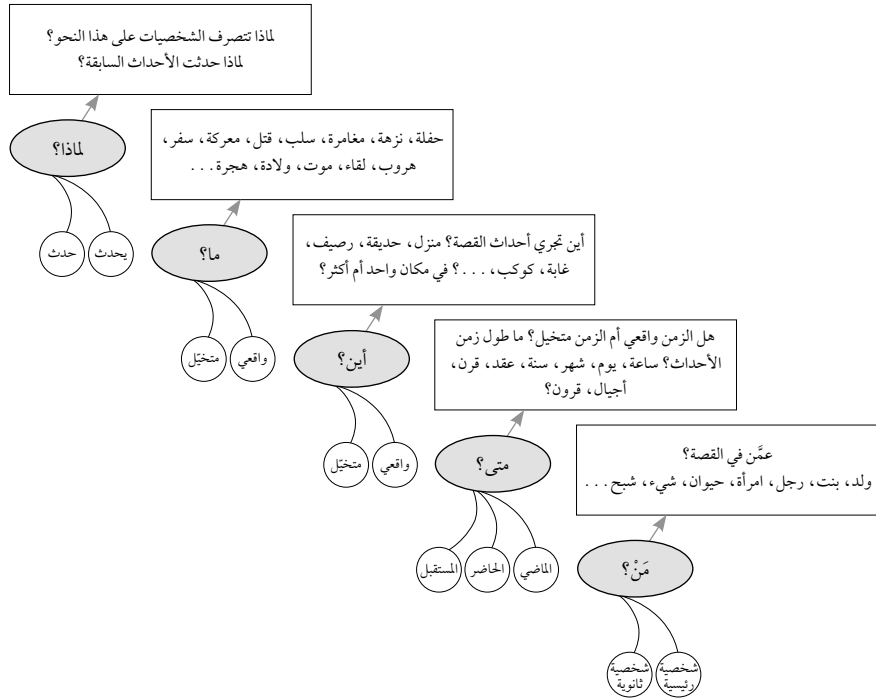 لماذا تتصرف الشخصيات على هذا النحو؟
لماذا حدثت الأحداث السابقة؟
لماذا؟
يحدث
حدث
حفلة، نزهة، مغامرة، سلب، قتل، معركة، سفر،
هروب، لقاء، موت، ولادة، هجرة...
ما؟
واقعي
متخيّل
أين تجري أحداث القصة؟ منزل، حديقة، رصيف،
غابة، كوكب، ...؟ في مكان واحد أم أكثر؟
أين؟
واقعي
متخيّل
هل الزمن واقعي أم الزمن متخيل؟ ما طول زمن
الأحداث؟ ساعة، يوم، شهر، سنة، عقد، قرن،
أجيال، قرون؟
متى؟
الماضي
الحاضر
المستقبل
عمَّن في القصة؟
ولد، بنت، رجل، امرأة، حيوان، شيء، شبح...
مَنْ؟
شخصية
رئيسية
شخصية
ثانوية